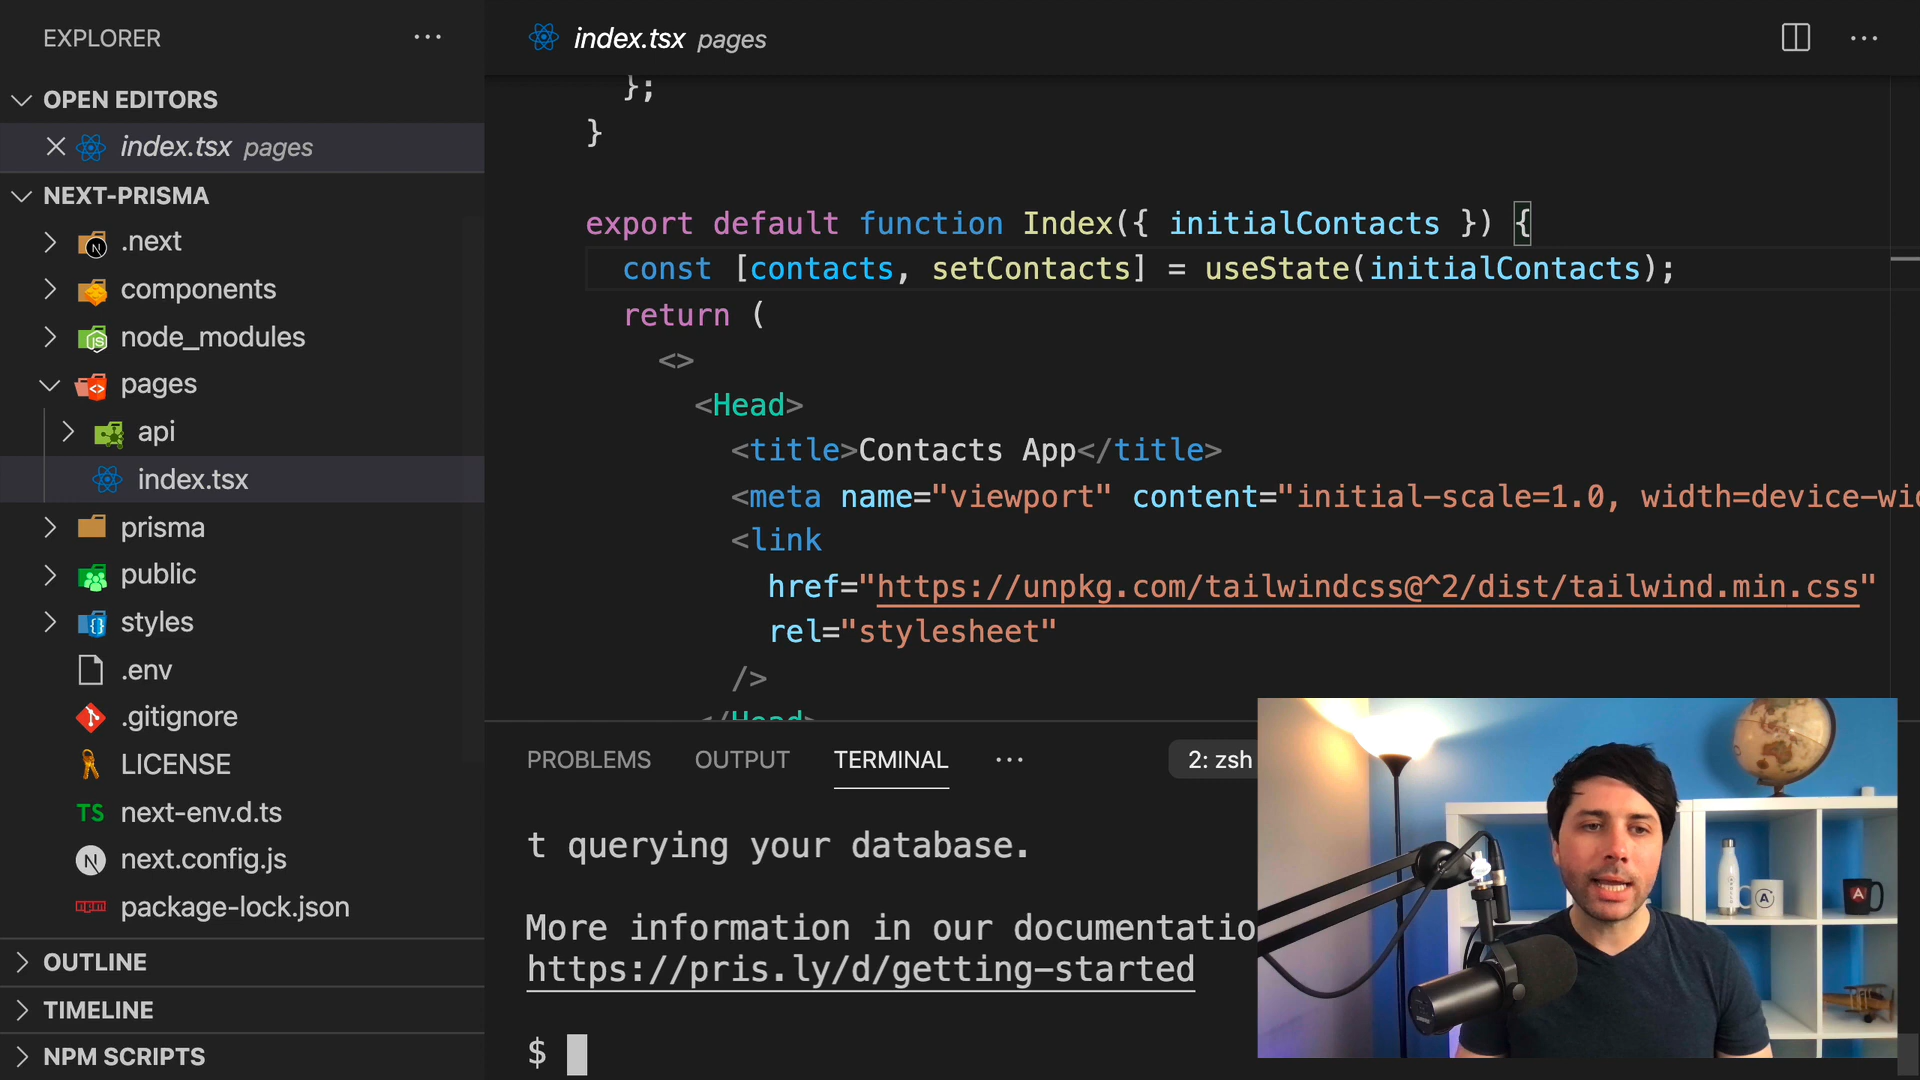 EXPLORER
OPEN EDITORS
index.tsx pages
NEXT-PRISMA
.next
components
node_modules
pages
api
index.tsx
prisma
public
styles
.env
.gitignore
LICENSE
TS next-env.d.ts
next.config.js
package-lock.json
OUTLINE
TIMELINE
NPM SCRIPTS
index.tsx pages
};
}
export default function Index({ initialContacts }) {
const [contacts, setContacts] = useState(initialContacts);
return (
<>
<Head>
<title>Contacts App</title>
<meta name="viewport" content="initial-scale=1.0, width=device-wid
<link
href="https://unpkg.com/tailwindcss@^2/dist/tailwind.min.css"
rel="stylesheet"
/>
</Head>
PROBLEMS OUTPUT TERMINAL 2: zsh
t querying your database.
More information in our documentatio
https://pris.ly/d/getting-started
$